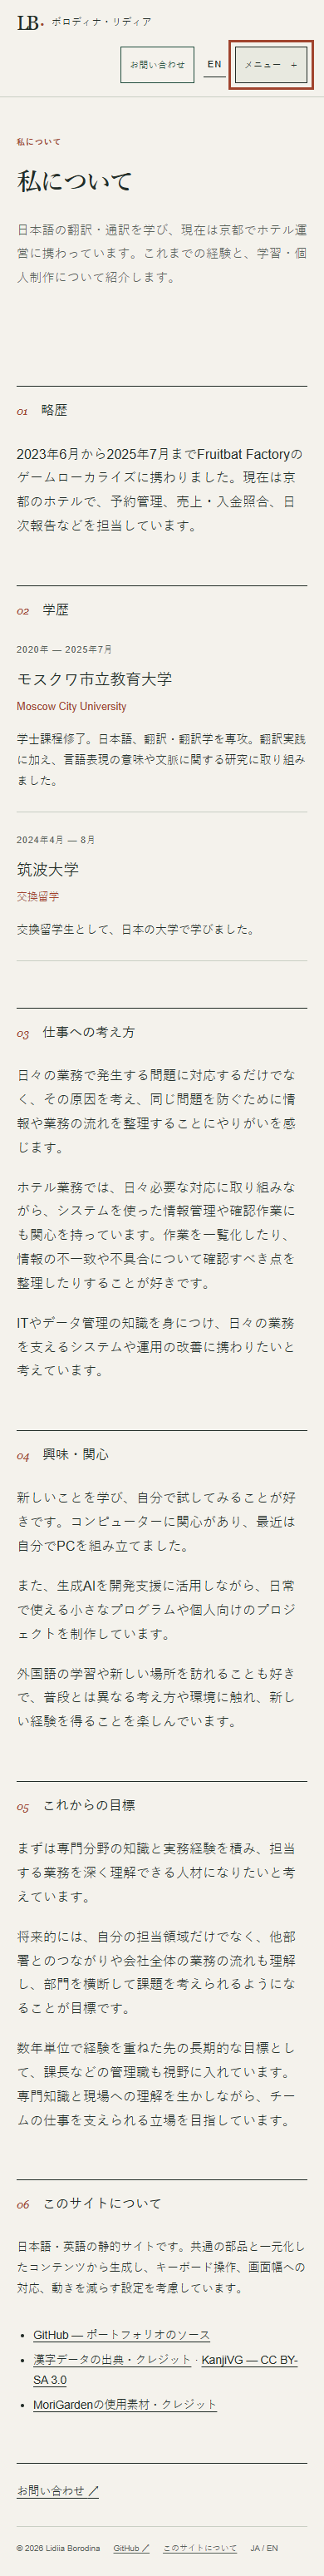 LB· ボロディナ・リディア
お問い合わせ EN メニュー +
私について
私について
日本語の翻訳・通訳を学び、現在は京都でホテル運
営に携わっています。これまでの経験と、学習・個
人制作について紹介します。
01 略歴
2023年6月から2025年7月までFruitbat Factoryの
ゲームローカライズに携わりました。現在は京
都のホテルで、予約管理、売上・入金照合、日
次報告などを担当しています。
02 学歴
2020年 — 2025年7月
モスクワ市立教育大学
Moscow City University
学士課程修了。日本語、翻訳・翻訳学を専攻。翻訳実践
に加え、言語表現の意味や文脈に関する研究に取り組み
ました。
2024年4月 — 8月
筑波大学
交換留学
交換留学生として、日本の大学で学びました。
03 仕事への考え方
日々の業務で発生する問題に対応するだけでな
く、その原因を考え、同じ問題を防ぐために情
報や業務の流れを整理することにやりがいを感
じます。
ホテル業務では、日々必要な対応に取り組みな
がら、システムを使った情報管理や確認作業に
も関心を持っています。作業を一覧化したり、
情報の不一致や不具合について確認すべき点を
整理したりすることが好きです。
ITやデータ管理の知識を身につけ、日々の業務
を支えるシステムや運用の改善に携わりたいと
考えています。
04 興味・関心
新しいことを学び、自分で試してみることが好
きです。コンピューターに関心があり、最近は
自分でPCを組み立てました。
また、生成AIを開発支援に活用しながら、日常
で使える小さなプログラムや個人向けのプロジ
ェクトを制作しています。
外国語の学習や新しい場所を訪れることも好き
で、普段とは異なる考え方や環境に触れ、新し
い経験を得ることを楽しんでいます。
05 これからの目標
まずは専門分野の知識と実務経験を積み、担当
する業務を深く理解できる人材になりたいと考
えています。
将来的には、自分の担当領域だけでなく、他部
署とのつながりや会社全体の業務の流れも理解
し、部門を横断して課題を考えられるようにな
ることが目標です。
数年単位で経験を重ねた先の長期的な目標とし
て、課長などの管理職も視野に入れています。
専門知識と現場への理解を生かしながら、チー
ムの仕事を支えられる立場を目指しています。
06 このサイトについて
日本語・英語の静的サイトです。共通の部品と一元化し
たコンテンツから生成し、キーボード操作、画面幅への
対応、動きを減らす設定を考慮しています。
• GitHub — ポートフォリオのソース
• 漢字データの出典・クレジット · KanjiVG — CC BY-
SA 3.0
• MoriGardenの使用素材・クレジット
お問い合わせ ↗
© 2026 Lidiia Borodina GitHub ↗ このサイトについて JA / EN